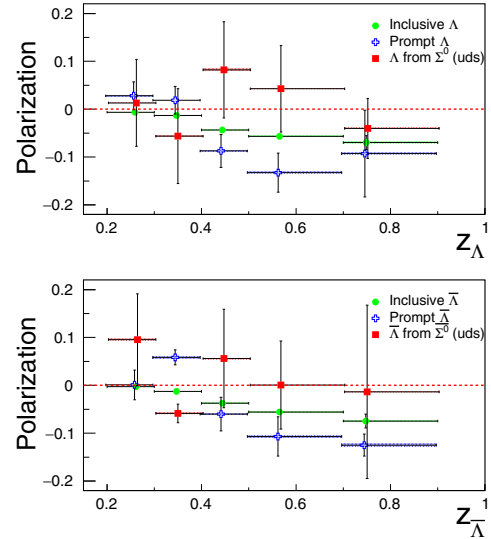 Polarization
0.2
0.1
0
−0.1
−0.2
Inclusive Λ
Prompt Λ
Λ from Σ⁰ (uds)
0.2 0.4 0.6 0.8 1
z_Λ
Polarization
0.2
0.1
0
−0.1
−0.2
Inclusive Λ̅
Prompt Λ̅
Λ̅ from Σ̅⁰ (uds)
0.2 0.4 0.6 0.8 1
z_Λ̅